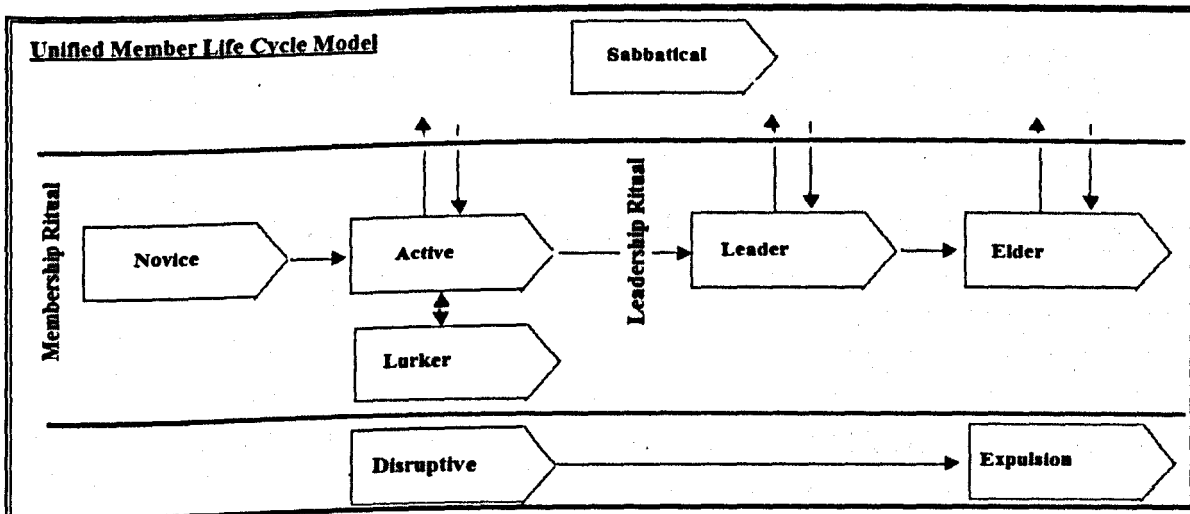 Unified Member Life Cycle Model
Sabbatical
Membership Ritual
Novice
Active
Leadership Ritual
Leader
Elder
Lurker
Disruptive
Expulsion